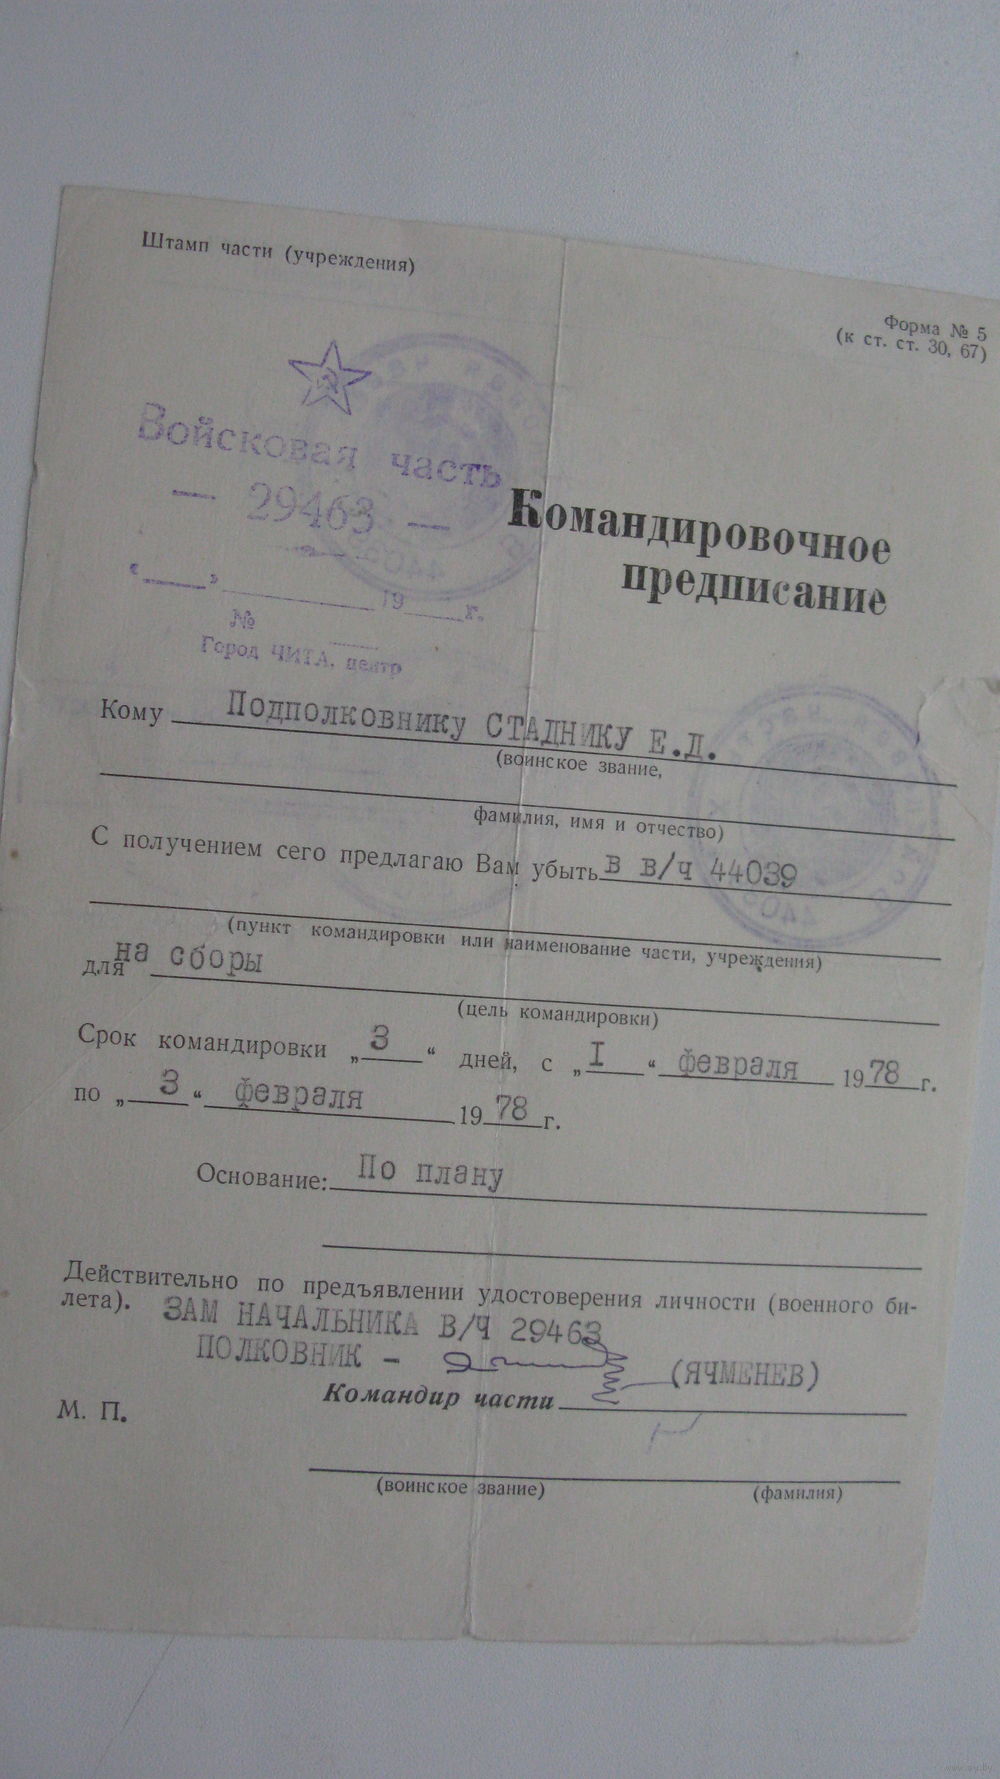 Штамп части (учреждения)
Форма № 5
(к ст. ст. 30, 67)
Войсковая часть
— 29463 —
"____" ________ 19____г.
№
Город ЧИТА, центр
Командировочное
предписание
Кому Подполковнику СТАДНИКУ Е.Д.
(воинское звание,
фамилия, имя и отчество)
С получением сего предлагаю Вам убыть в в/ч 44039
(пункт командировки или наименование части, учреждения)
для на сборы
(цель командировки)
Срок командировки „3“ дней, с „I“ февраля 1978 г.
по „3“ февраля 1978 г.
Основание: По плану
Действительно по предъявлении удостоверения личности (военного би-
лета).
ЗАМ НАЧАЛЬНИКА В/Ч 29463
ПОЛКОВНИК - (ЯЧМЕНЕВ)
Командир части
М. П.
(воинское звание) (фамилия)